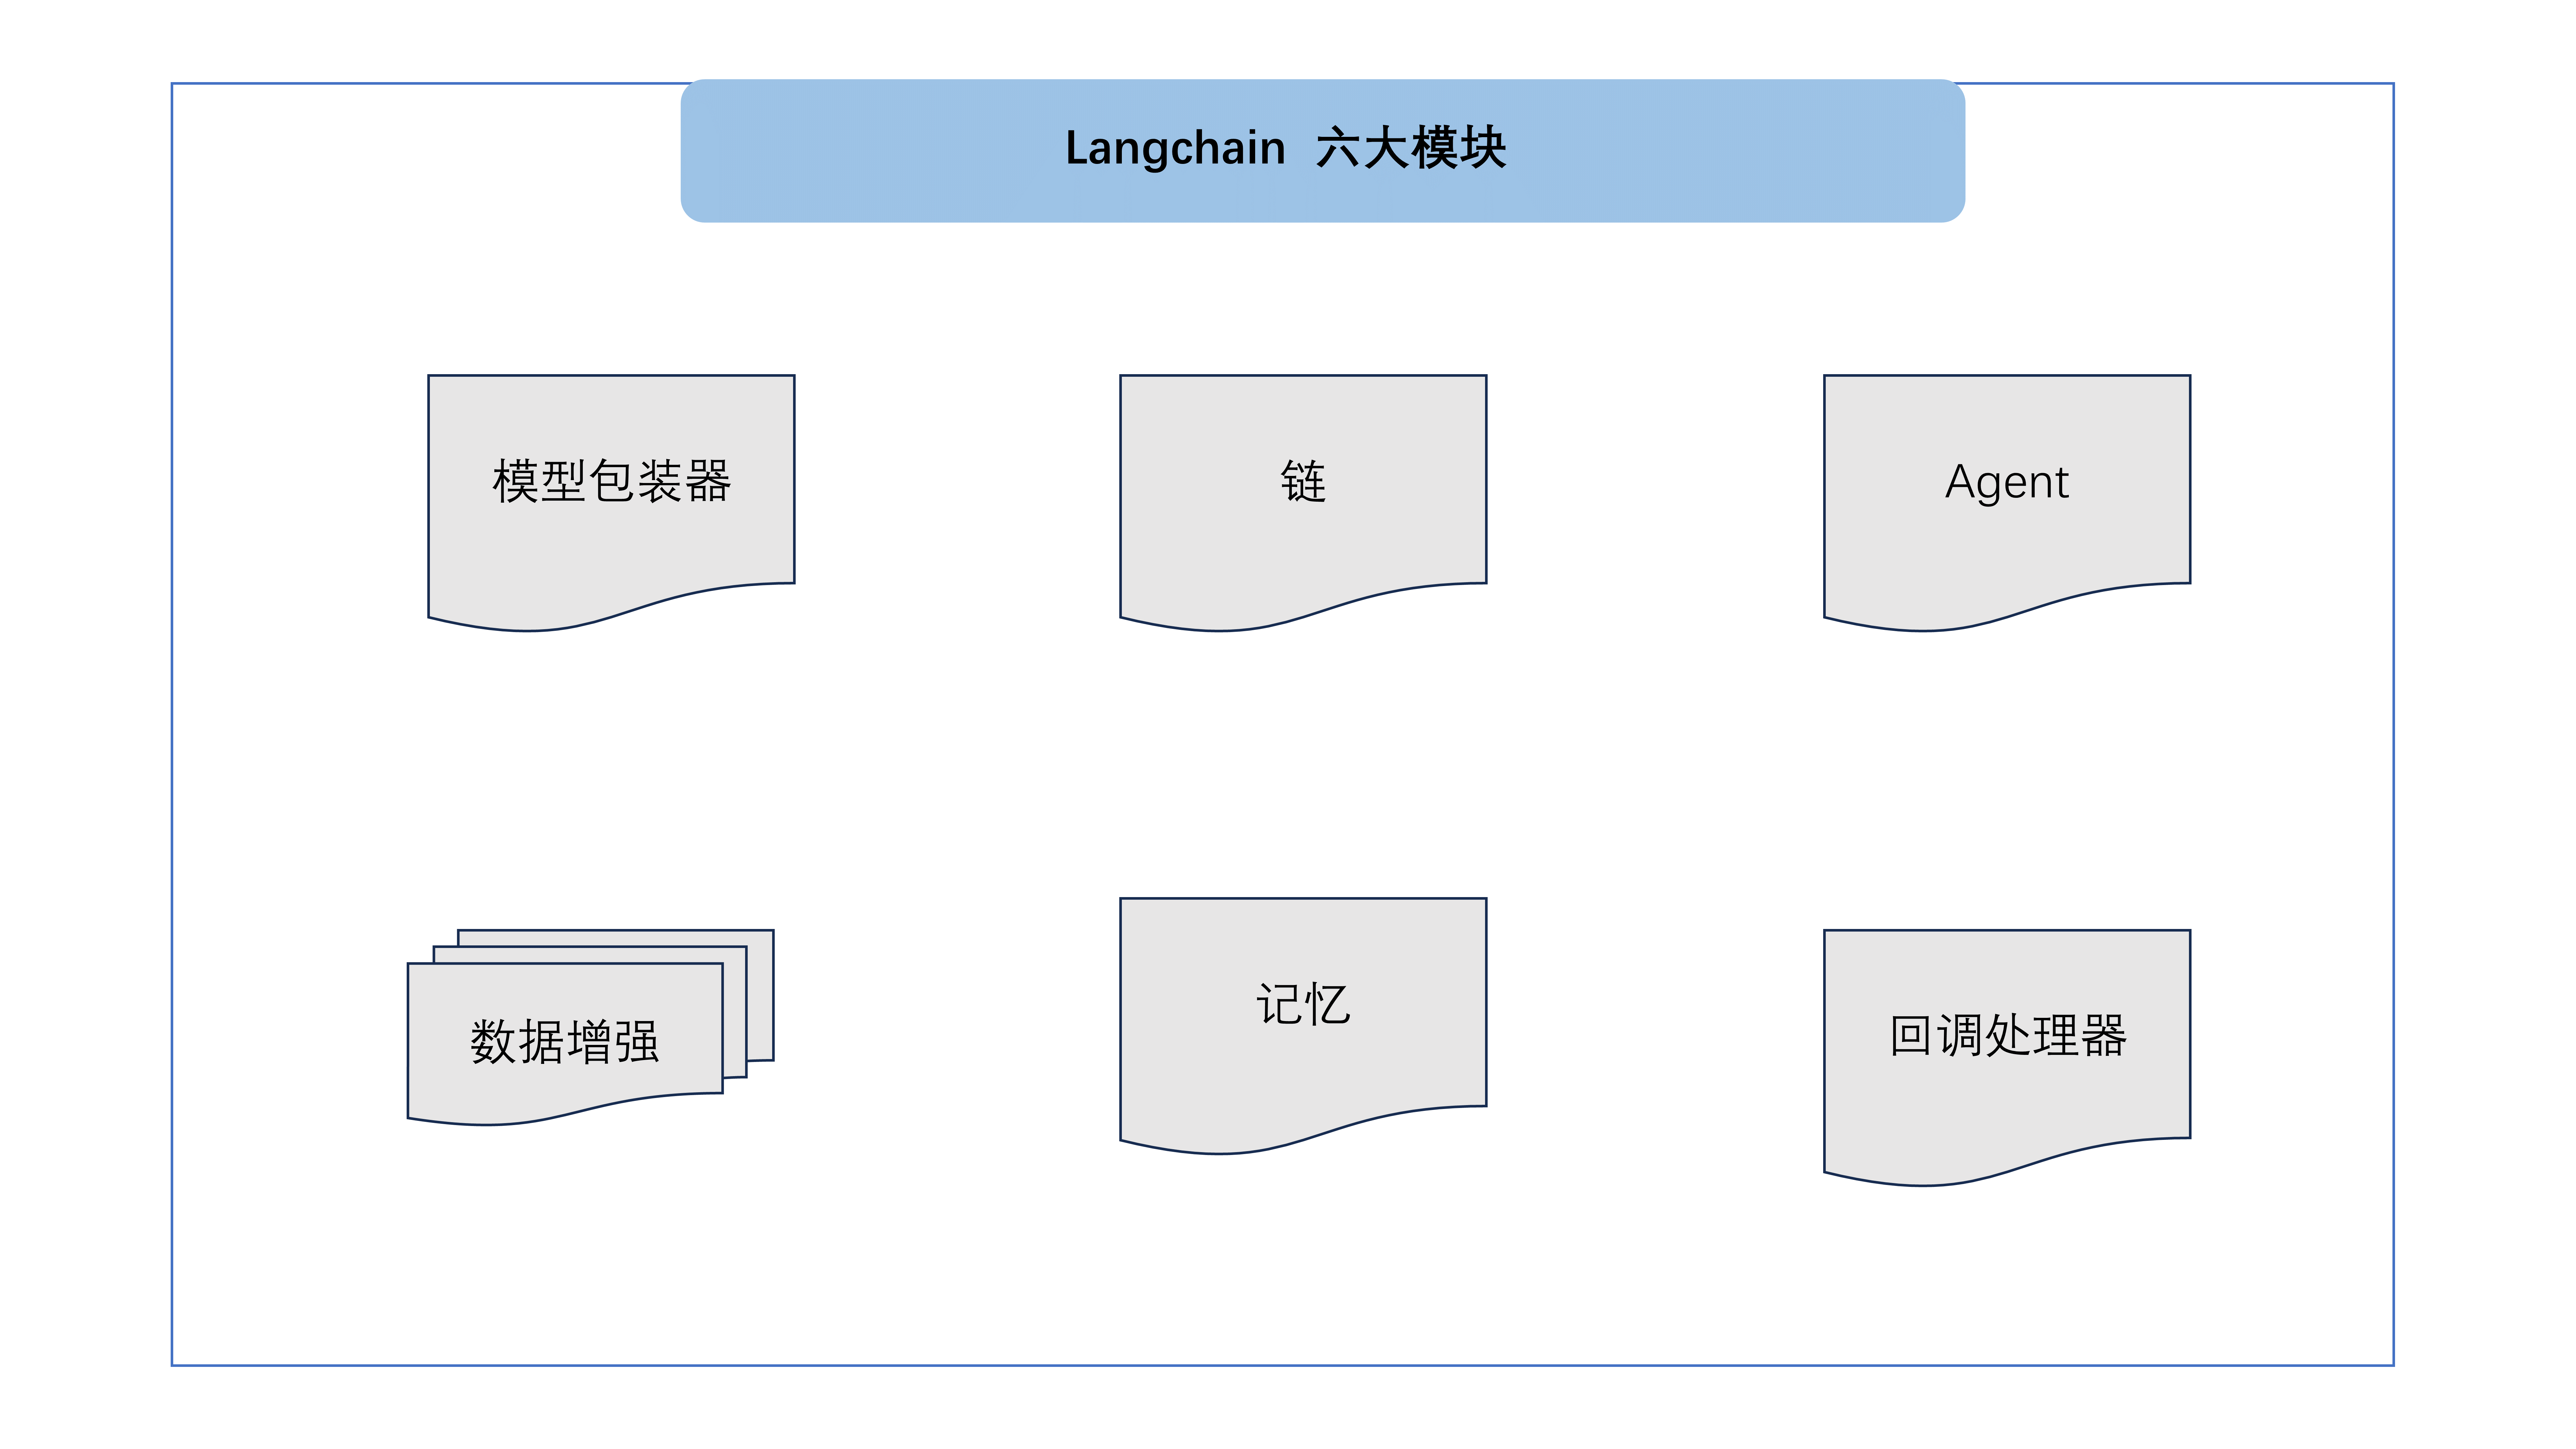 Langchain 六大模块
模型包装器
链
Agent
数据增强
记忆
回调处理器